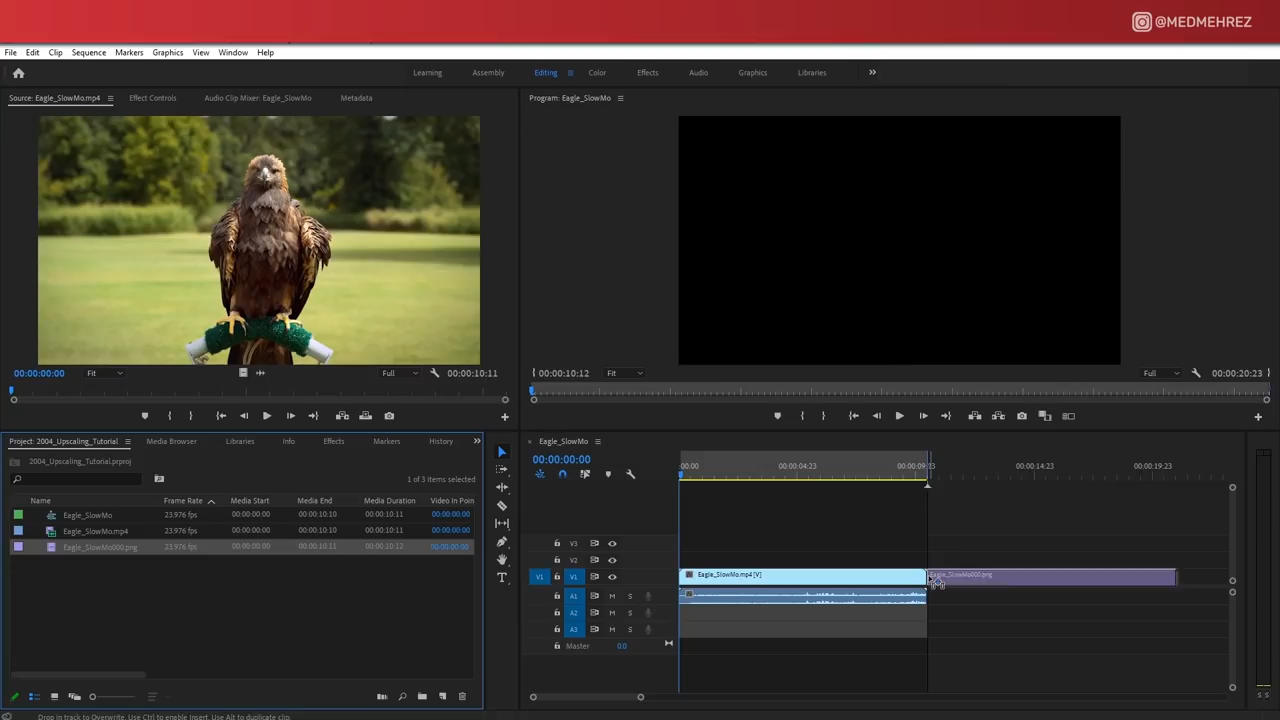 @MEDMEHREZ
File Edit Clip Sequence Markers Graphics View Window Help
Learning Assembly Editing Color Effects Audio Graphics Libraries
Source: Eagle_SlowMo.mp4 Effect Controls Audio Clip Mixer: Eagle_SlowMo Metadata
Program: Eagle_SlowMo
00:00:00:00 Fit Full 00:00:10:11
00:00:10:12 Fit Full 00:00:20:23
Project: 2004_Upscaling_Tutorial Media Browser Libraries Info Effects Markers History
2004_Upscaling_Tutorial.prproj
1 of 3 items selected
Name Frame Rate Media Start Media End Media Duration Video In Poin
Eagle_SlowMo 23.976 fps 00:00:00:00 00:00:10:10 00:00:10:11 00:00:00:00
Eagle_SlowMo.mp4 23.976 fps 00:00:00:00 00:00:10:10 00:00:10:11 00:00:00:00
Eagle_SlowMo000.png 23.976 fps 00:00:00:00 00:00:10:11 00:00:10:12 00:00:00:00
Eagle_SlowMo
00:00:00:00
:00:00 00:00:04:23 00:00:09:23 00:00:14:23 00:00:19:23
V3
V2
V1 V1 Eagle_SlowMo.mp4 [V] Eagle_SlowMo000.png
A1 M S
A2 M S
A3 M S
Master 0.0
S S
Drop in track to Overwrite. Use Ctrl to enable Insert. Use Alt to duplicate clip.